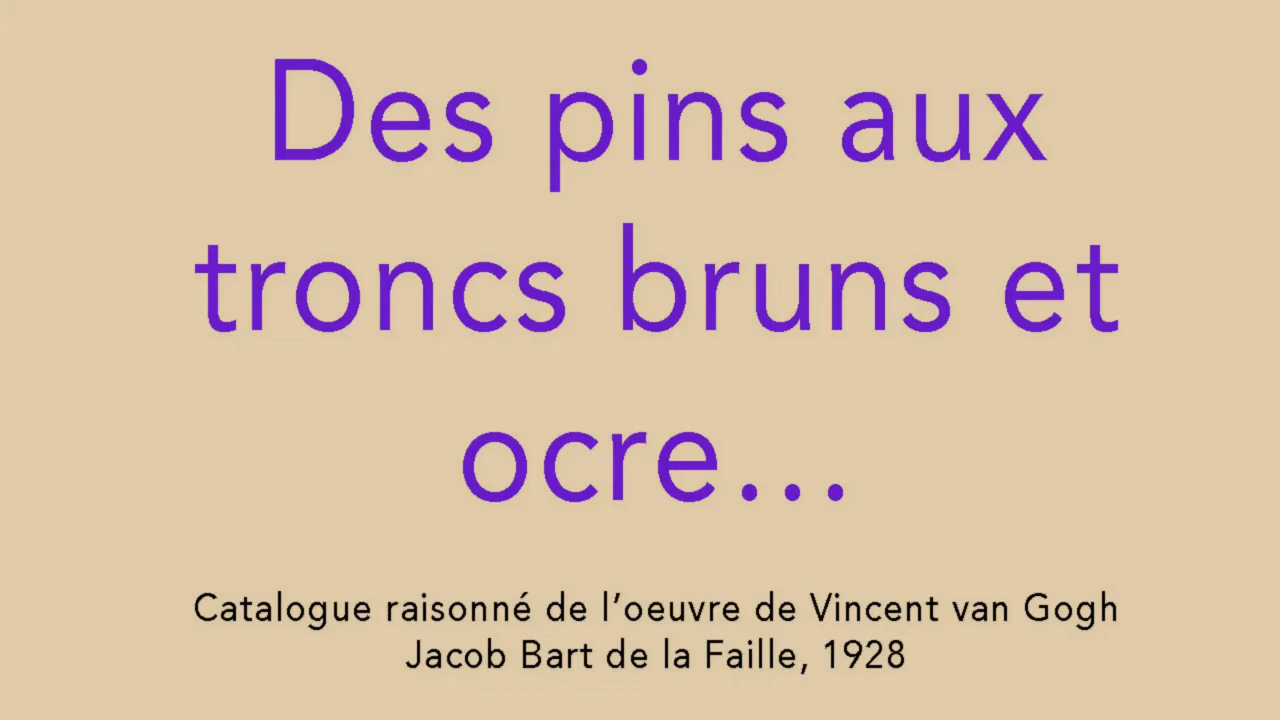 Des pins aux
troncs bruns et
ocre...
Catalogue raisonné de l’oeuvre de Vincent van Gogh
Jacob Bart de la Faille, 1928